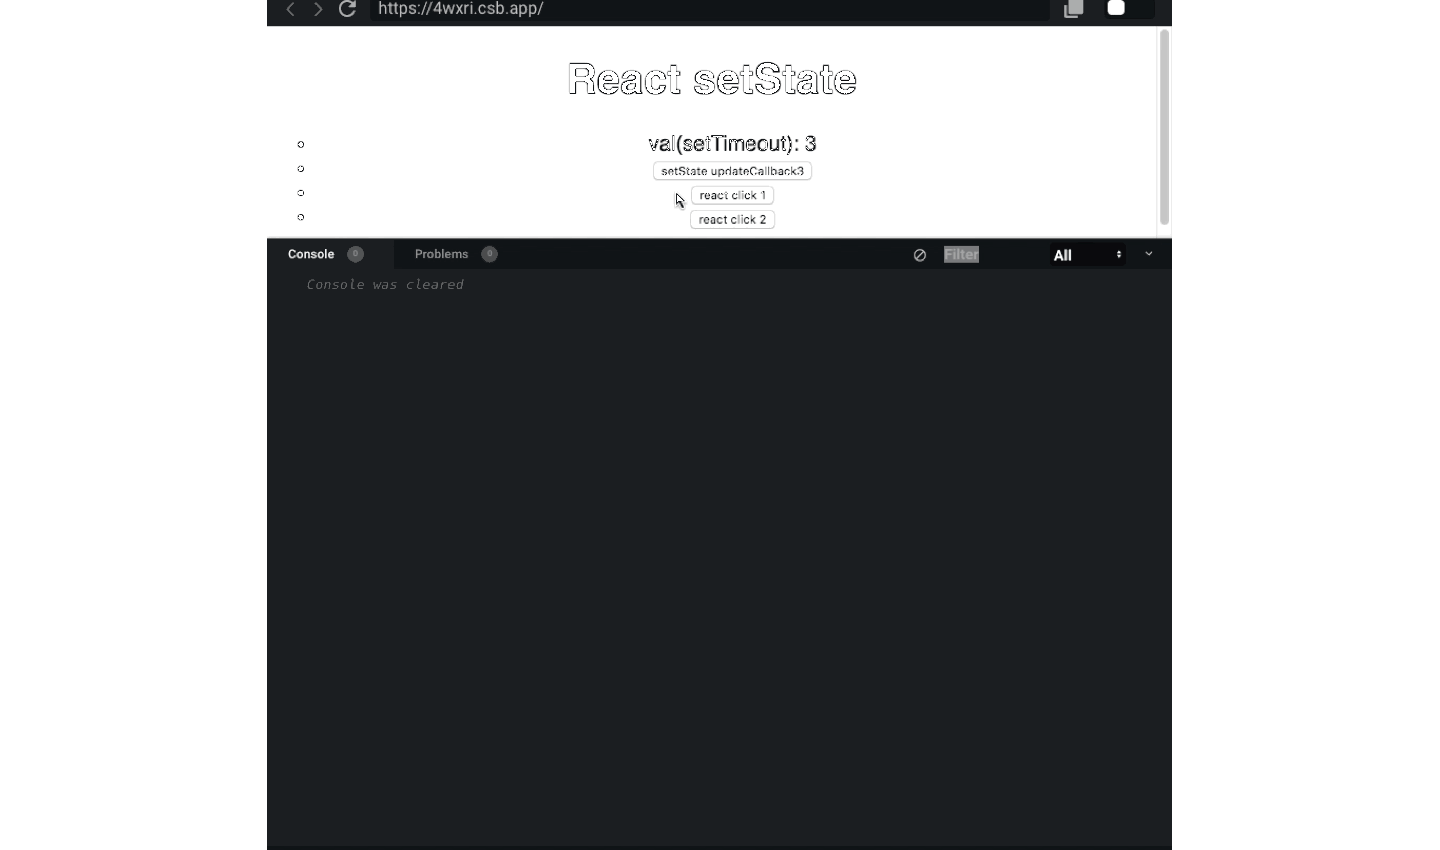 https://4wxri.csb.app/
React setState
val(setTimeout): 3
setState updateCallback3
react click 1
react click 2
Console 0 Problems 0 Filter All
Console was cleared